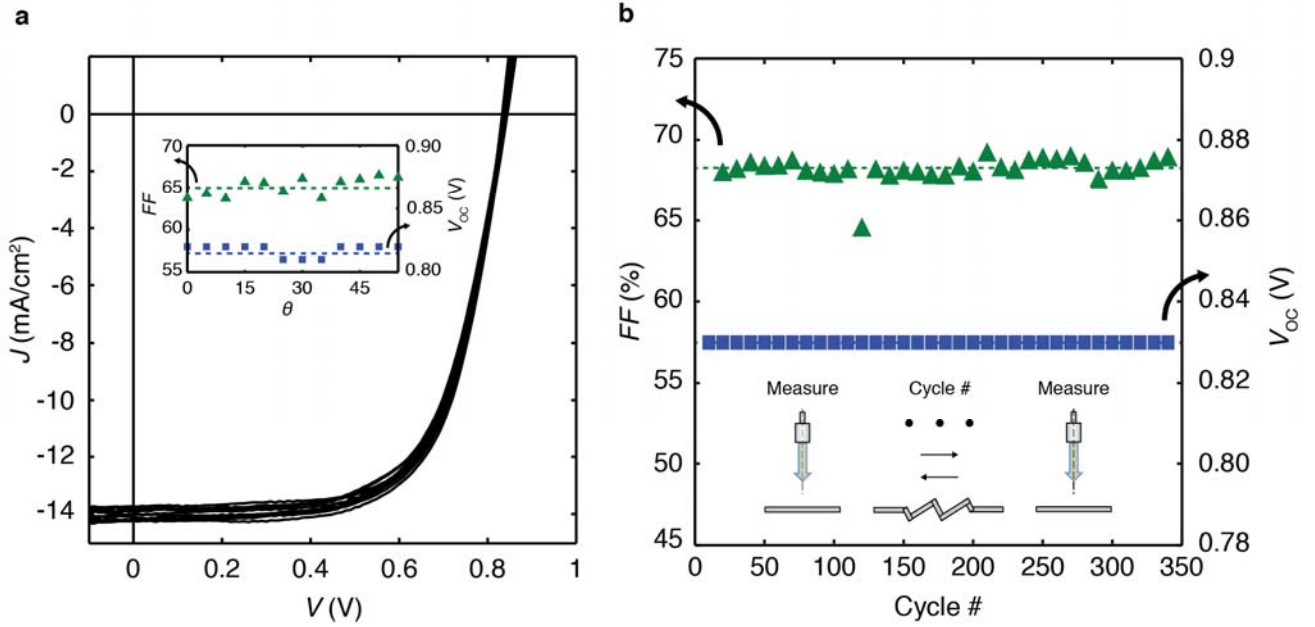 a
0
-2
-4
-6
-8
-10
-12
-14
J (mA/cm²)
0 0.2 0.4 0.6 0.8 1
V (V)
70
65
60
55
FF
0.90
0.85
0.80
VOC (V)
0 15 30 45
θ
b
75
70
65
60
55
50
45
FF (%)
0.9
0.88
0.86
0.84
0.82
0.80
0.78
VOC (V)
Measure Cycle # Measure
0 50 100 150 200 250 300 350
Cycle #